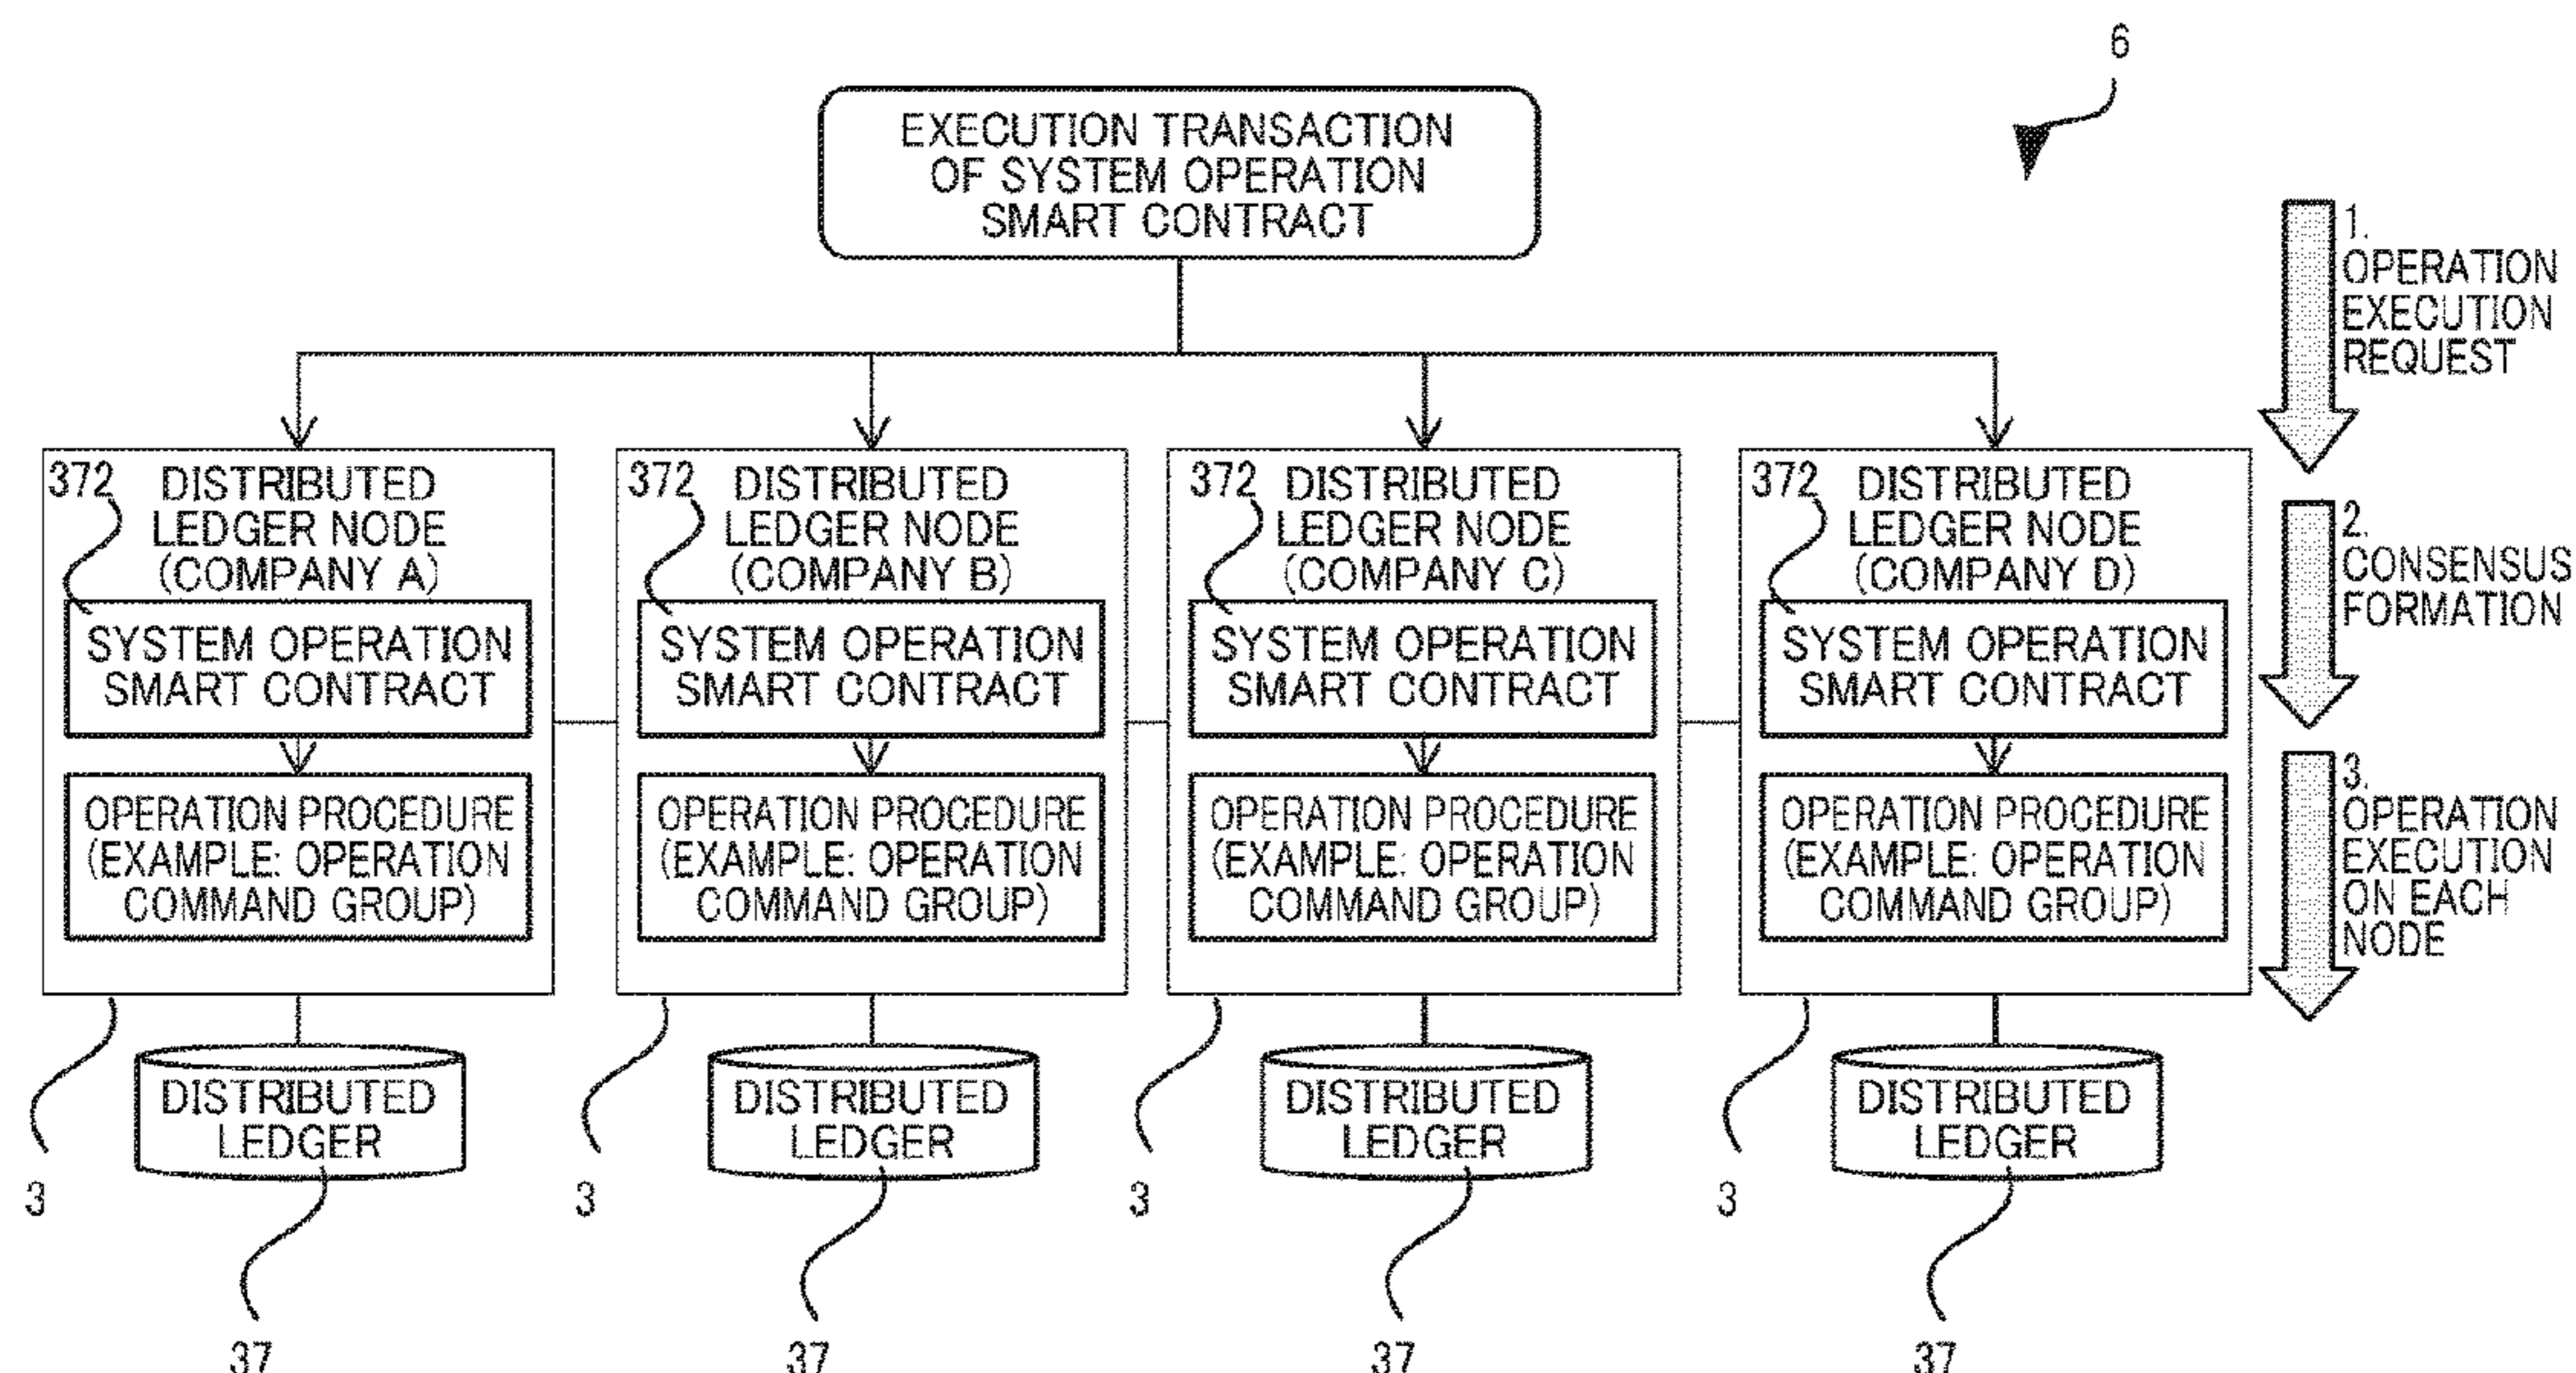 6
EXECUTION TRANSACTION
OF SYSTEM OPERATION
SMART CONTRACT
1.
OPERATION
EXECUTION
REQUEST
372
DISTRIBUTED
LEDGER NODE
(COMPANY A)
SYSTEM OPERATION
SMART CONTRACT
OPERATION PROCEDURE
(EXAMPLE: OPERATION
COMMAND GROUP)
372
DISTRIBUTED
LEDGER NODE
(COMPANY B)
SYSTEM OPERATION
SMART CONTRACT
OPERATION PROCEDURE
(EXAMPLE: OPERATION
COMMAND GROUP)
372
DISTRIBUTED
LEDGER NODE
(COMPANY C)
SYSTEM OPERATION
SMART CONTRACT
OPERATION PROCEDURE
(EXAMPLE: OPERATION
COMMAND GROUP)
372
DISTRIBUTED
LEDGER NODE
(COMPANY D)
SYSTEM OPERATION
SMART CONTRACT
OPERATION PROCEDURE
(EXAMPLE: OPERATION
COMMAND GROUP)
2.
CONSENSUS
FORMATION
3.
OPERATION
EXECUTION
ON EACH
NODE
DISTRIBUTED
LEDGER
DISTRIBUTED
LEDGER
DISTRIBUTED
LEDGER
DISTRIBUTED
LEDGER
3
3
3
3
37
37
37
37